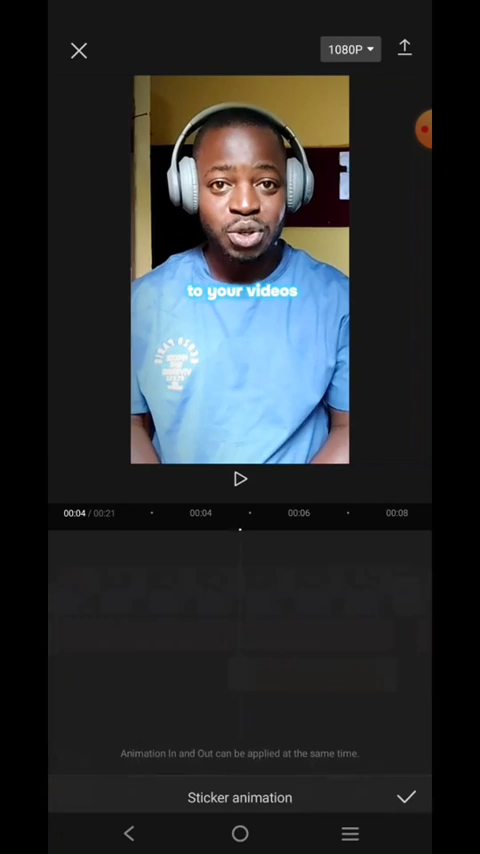 1080P
to your videos
00:04 / 00:21
00:04
00:06
00:08
Animation In and Out can be applied at the same time.
Sticker animation